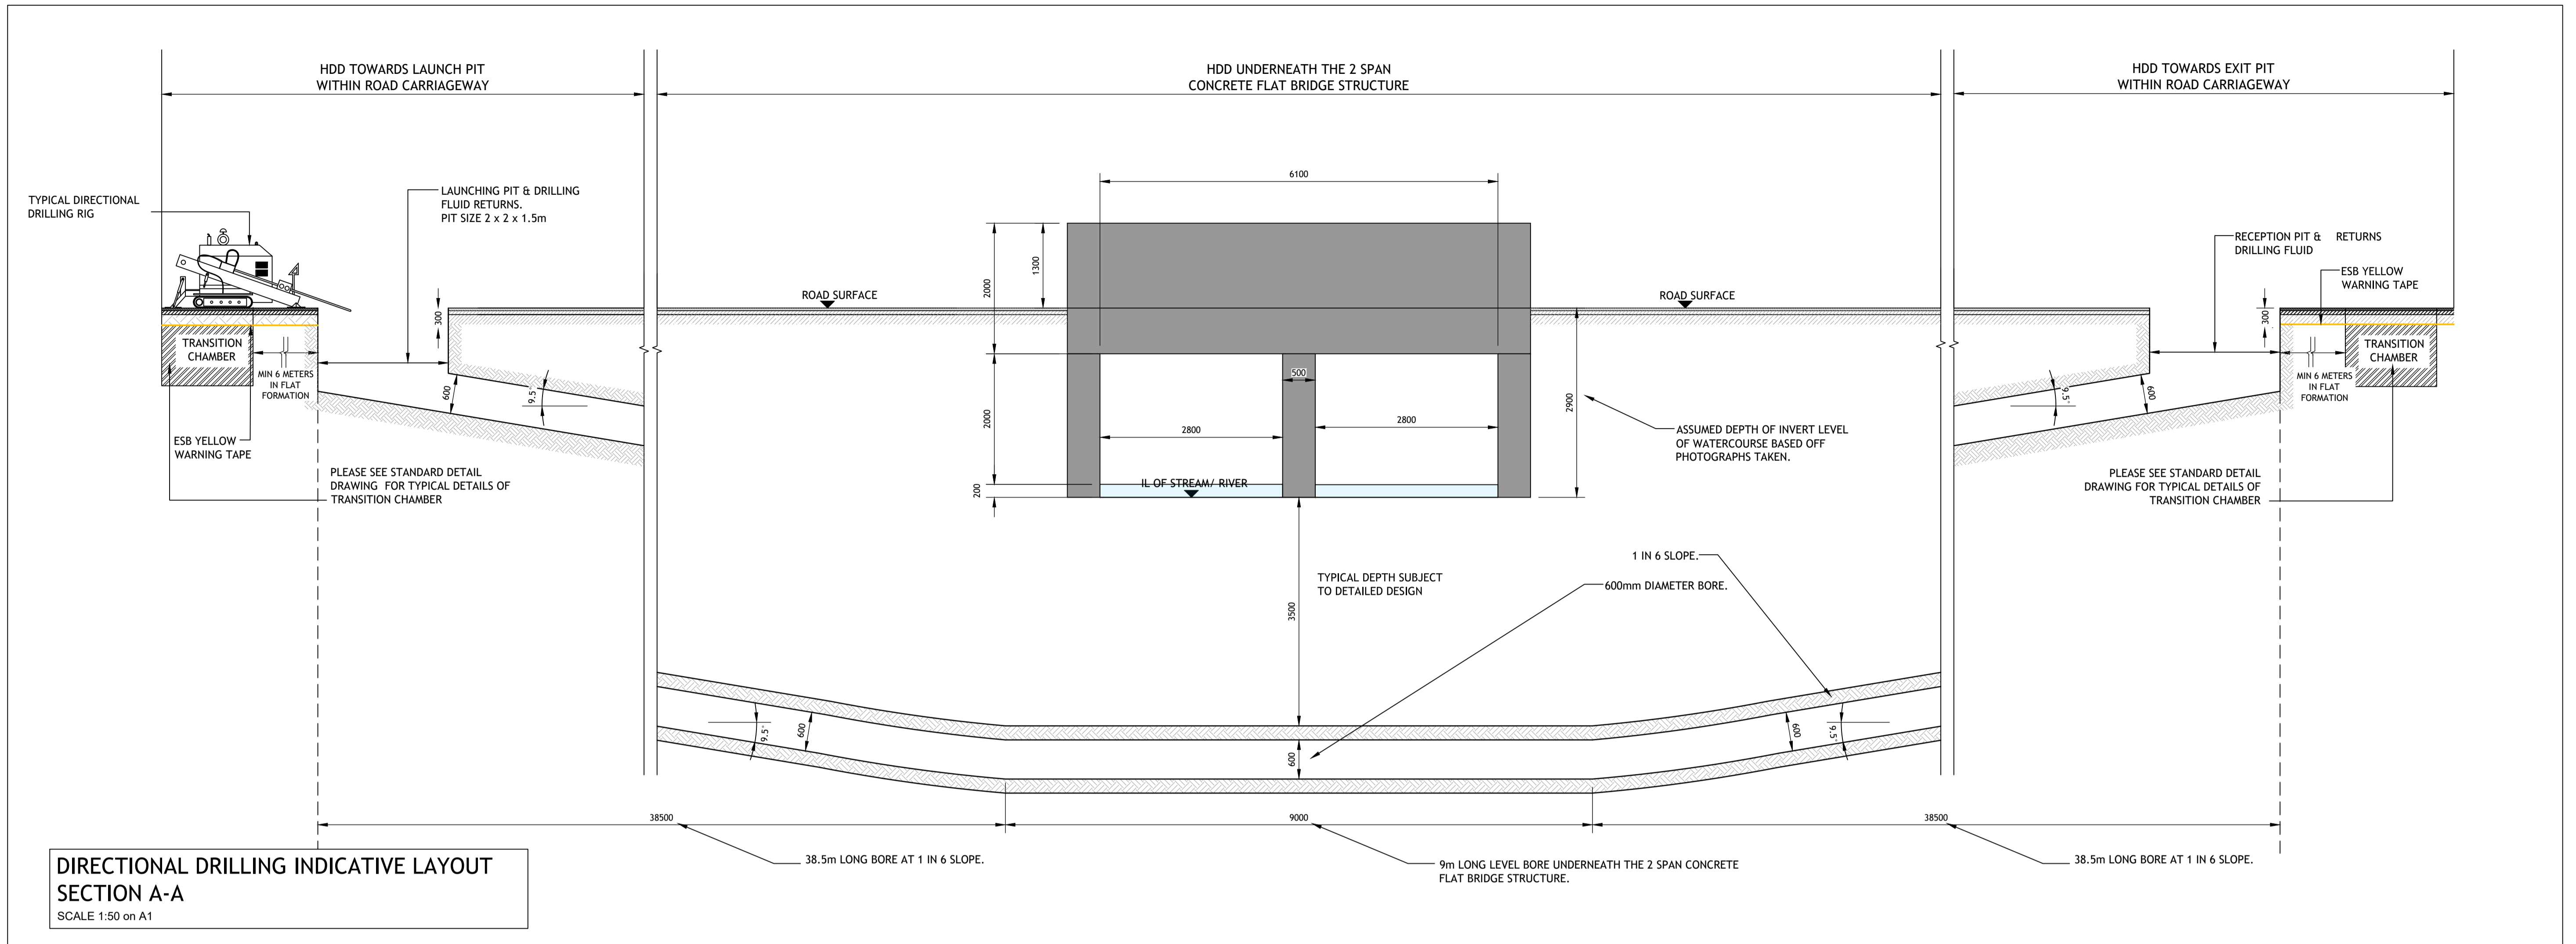 HDD TOWARDS LAUNCH PIT
WITHIN ROAD CARRIAGEWAY
HDD UNDERNEATH THE 2 SPAN
CONCRETE FLAT BRIDGE STRUCTURE
HDD TOWARDS EXIT PIT
WITHIN ROAD CARRIAGEWAY
TYPICAL DIRECTIONAL
DRILLING RIG
LAUNCHING PIT & DRILLING
FLUID RETURNS.
PIT SIZE 2 x 2 x 1.5m
6100
1300
2000
ROAD SURFACE
ROAD SURFACE
RECEPTION PIT & RETURNS
DRILLING FLUID
ESB YELLOW
WARNING TAPE
300
300
TRANSITION
CHAMBER
MIN 6 METERS
IN FLAT
FORMATION
600
9.5°
ESB YELLOW
WARNING TAPE
PLEASE SEE STANDARD DETAIL
DRAWING FOR TYPICAL DETAILS OF
TRANSITION CHAMBER
500
2000
2800
2800
2900
200
IL OF STREAM/ RIVER
ASSUMED DEPTH OF INVERT LEVEL
OF WATERCOURSE BASED OFF
PHOTOGRAPHS TAKEN.
9.5°
600
MIN 6 METERS
IN FLAT
FORMATION
TRANSITION
CHAMBER
PLEASE SEE STANDARD DETAIL
DRAWING FOR TYPICAL DETAILS OF
TRANSITION CHAMBER
TYPICAL DEPTH SUBJECT
TO DETAILED DESIGN
3500
1 IN 6 SLOPE.
600mm DIAMETER BORE.
9.5°
600
600
600
9.5°
38500
9000
38500
38.5m LONG BORE AT 1 IN 6 SLOPE.
9m LONG LEVEL BORE UNDERNEATH THE 2 SPAN CONCRETE
FLAT BRIDGE STRUCTURE.
38.5m LONG BORE AT 1 IN 6 SLOPE.
DIRECTIONAL DRILLING INDICATIVE LAYOUT
SECTION A-A
SCALE 1:50 on A1